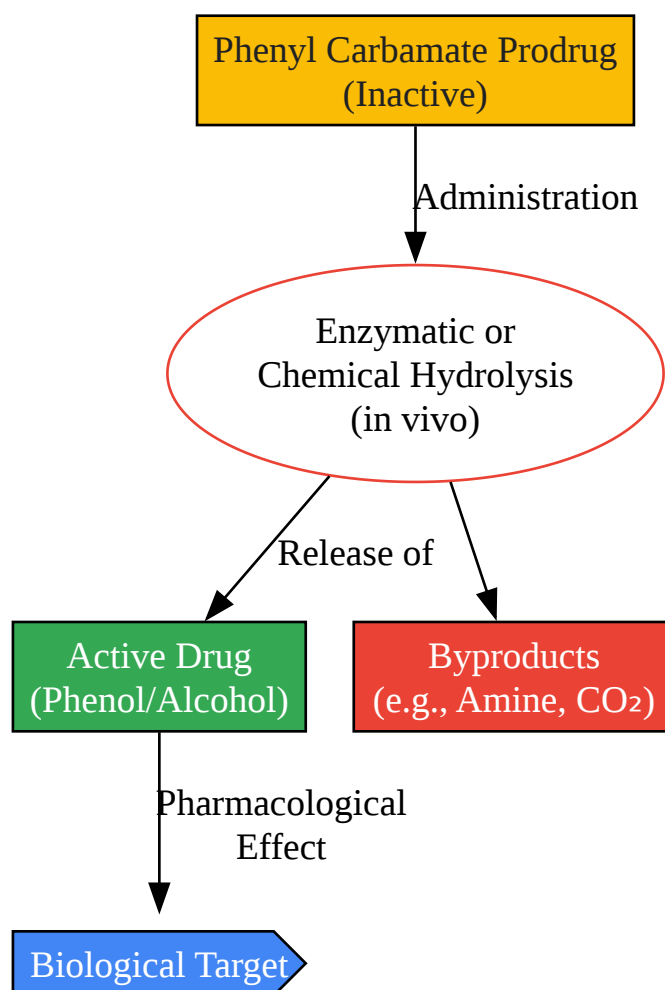 Phenyl Carbamate Prodrug
(Inactive)
Administration
Enzymatic or
Chemical Hydrolysis
(in vivo)
Release of
Active Drug
(Phenol/Alcohol)
Byproducts
(e.g., Amine, CO₂)
Pharmacological
Effect
Biological Target